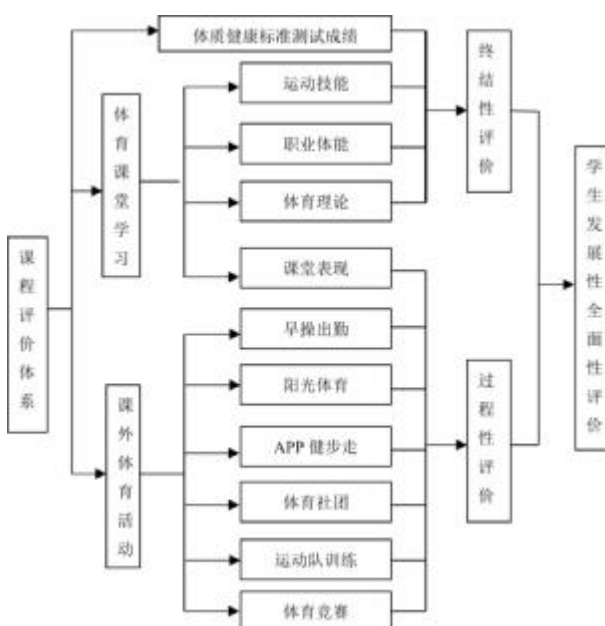 体质健康标准测试成绩
运动技能
职业体能
体育理论
课堂表现
早操出勤
阳光体育
APP 健步走
体育社团
运动队训练
体育竞赛
课程评价体系
体育课堂学习
课外体育活动
终结性评价
过程性评价
学生发展性全面性评价